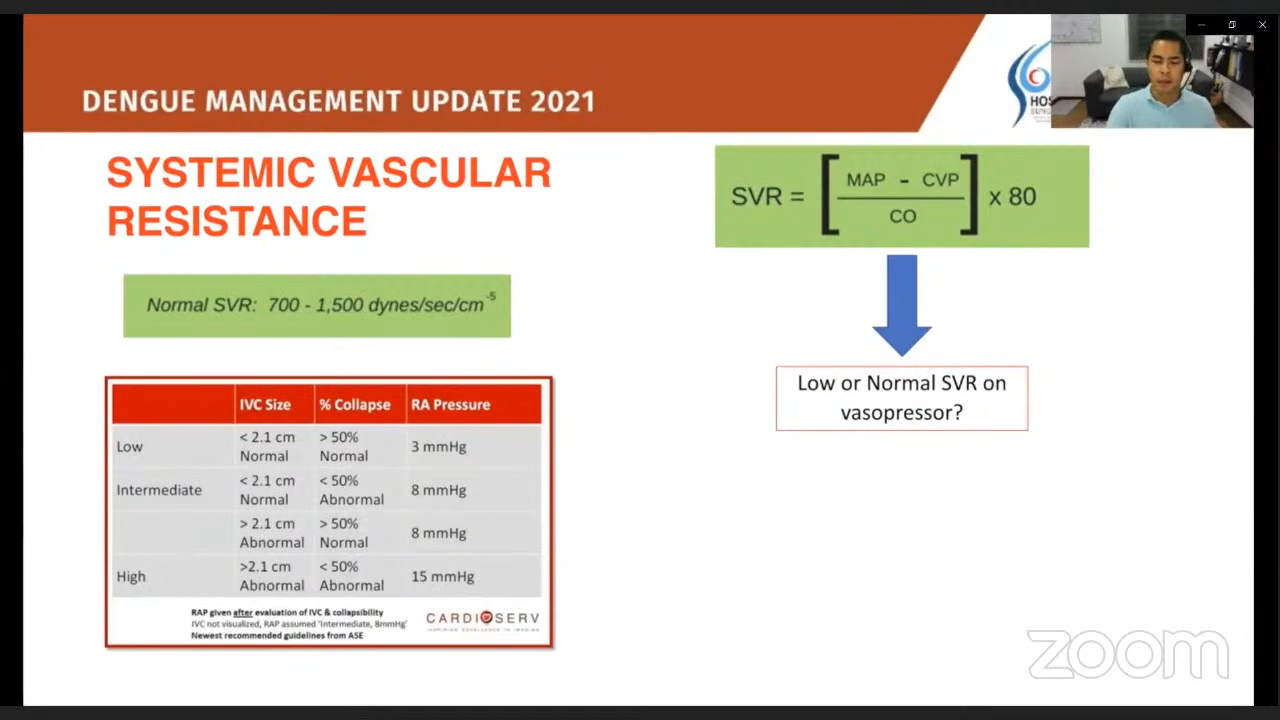 DENGUE MANAGEMENT UPDATE 2021
HOS
SYSTEMIC VASCULAR
RESISTANCE
Normal SVR: 700 - 1,500 dynes/sec/cm-5
SVR = [ MAP - CVP / CO ] x 80
Low or Normal SVR on
vasopressor?
IVC Size % Collapse RA Pressure
Low < 2.1 cm Normal > 50% Normal 3 mmHg
Intermediate < 2.1 cm Normal < 50% Abnormal 8 mmHg
> 2.1 cm Abnormal > 50% Normal 8 mmHg
High >2.1 cm Abnormal < 50% Abnormal 15 mmHg
RAP given after evaluation of IVC & collapsibility
IVC not visualized, RAP assumed 'Intermediate, 8mmHg'
Newest recommended guidelines from ASE
CARDIOSERV
zoom